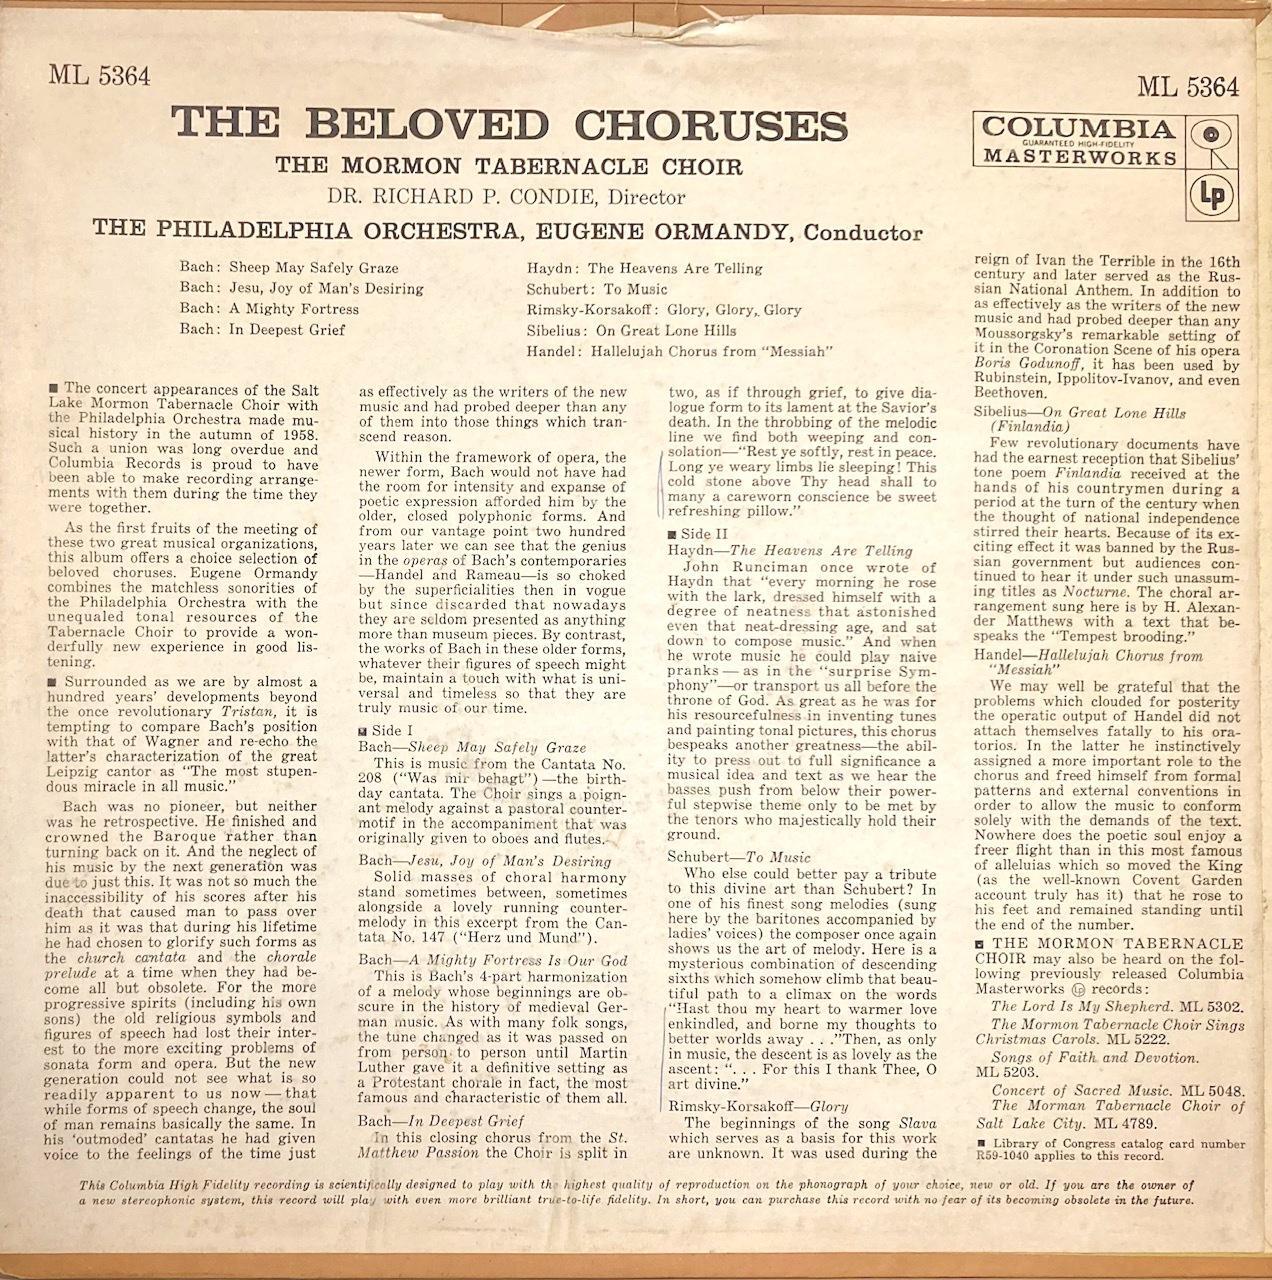 ML 5364
ML 5364
THE BELOVED CHORUSES
THE MORMON TABERNACLE CHOIR
DR. RICHARD P. CONDIE, Director
THE PHILADELPHIA ORCHESTRA, EUGENE ORMANDY, Conductor
COLUMBIA
GUARANTEED HIGH-FIDELITY
MASTERWORKS
Lp
Bach: Sheep May Safely Graze
Bach: Jesu, Joy of Man's Desiring
Bach: A Mighty Fortress
Bach: In Deepest Grief
Haydn: The Heavens Are Telling
Schubert: To Music
Rimsky-Korsakoff: Glory, Glory, Glory
Sibelius: On Great Lone Hills
Handel: Hallelujah Chorus from "Messiah"
■ The concert appearances of the Salt
Lake Mormon Tabernacle Choir with
the Philadelphia Orchestra made mu-
sical history in the autumn of 1958.
Such a union was long overdue and
Columbia Records is proud to have
been able to make recording arrange-
ments with them during the time they
were together.
As the first fruits of the meeting of
these two great musical organizations,
this album offers a choice selection of
beloved choruses. Eugene Ormandy
combines the matchless sonorities of
the Philadelphia Orchestra with the
unequaled tonal resources of the
Tabernacle Choir to provide a won-
derfully new experience in good lis-
tening.
■ Surrounded as we are by almost a
hundred years' developments beyond
the once revolutionary Tristan, it is
tempting to compare Bach's position
with that of Wagner and re-echo the
latter's characterization of the great
Leipzig cantor as "The most stupen-
dous miracle in all music."
Bach was no pioneer, but neither
was he retrospective. He finished and
crowned the Baroque rather than
turning back on it. And the neglect of
his music by the next generation was
due to just this. It was not so much the
inaccessibility of his scores after his
death that caused man to pass over
him as it was that during his lifetime
he had chosen to glorify such forms as
the church cantata and the chorale
prelude at a time when they had be-
come all but obsolete. For the more
progressive spirits (including his own
sons) the old religious symbols and
figures of speech had lost their inter-
est to the more exciting problems of
sonata form and opera. But the new
generation could not see what is so
readily apparent to us now — that
while forms of speech change, the soul
of man remains basically the same. In
his 'outmoded' cantatas he had given
voice to the feelings of the time just
as effectively as the writers of the new
music and had probed deeper than any
of them into those things which tran-
scend reason.
Within the framework of opera, the
newer form, Bach would not have had
the room for intensity and expanse of
poetic expression afforded him by the
older, closed polyphonic forms. And
from our vantage point two hundred
years later we can see that the genius
in the operas of Bach's contemporaries
—Handel and Rameau—is so choked
by the superficialities then in vogue
but since discarded that nowadays
they are seldom presented as anything
more than museum pieces. By contrast,
the works of Bach in these older forms,
whatever their figures of speech might
be, maintain a touch with what is uni-
versal and timeless so that they are
truly music of our time.
■ Side I
Bach—Sheep May Safely Graze
This is music from the Cantata No.
208 ("Was mir behagt")—the birth-
day cantata. The Choir sings a poign-
ant melody against a pastoral counter-
motif in the accompaniment that was
originally given to oboes and flutes.
Bach—Jesu, Joy of Man's Desiring
Solid masses of choral harmony
stand sometimes between, sometimes
alongside a lovely running counter-
melody in this excerpt from the Can-
tata No. 147 ("Herz und Mund").
Bach—A Mighty Fortress Is Our God
This is Bach's 4-part harmonization
of a melody whose beginnings are ob-
scure in the history of medieval Ger-
man music. As with many folk songs,
the tune changed as it was passed on
from person to person until Martin
Luther gave it a definitive setting as
a Protestant chorale in fact, the most
famous and characteristic of them all.
Bach—In Deepest Grief
In this closing chorus from the St.
Matthew Passion the Choir is split in
two, as if through grief, to give dia-
logue form to its lament at the Savior's
death. In the throbbing of the melodic
line we find both weeping and con-
solation—"Rest ye softly, rest in peace.
Long ye weary limbs lie sleeping! This
cold stone above Thy head shall to
many a careworn conscience be sweet
refreshing pillow."
■ Side II
Haydn—The Heavens Are Telling
John Runciman once wrote of
Haydn that "every morning he rose
with the lark, dressed himself with a
degree of neatness that astonished
even that neat-dressing age, and sat
down to compose music." And when
he wrote music he could play naive
pranks — as in the "surprise Sym-
phony"—or transport us all before the
throne of God. As great as he was for
his resourcefulness in inventing tunes
and painting tonal pictures, this chorus
bespeaks another greatness—the abil-
ity to press out to full significance a
musical idea and text as we hear the
basses push from below their power-
ful stepwise theme only to be met by
the tenors who majestically hold their
ground.
Schubert—To Music
Who else could better pay a tribute
to this divine art than Schubert? In
one of his finest song melodies (sung
here by the baritones accompanied by
ladies' voices) the composer once again
shows us the art of melody. Here is a
mysterious combination of descending
sixths which somehow climb that beau-
tiful path to a climax on the words
"Hast thou my heart to warmer love
enkindled, and borne my thoughts to
better worlds away . . ."Then, as only
in music, the descent is as lovely as the
ascent: ". . . For this I thank Thee, O
art divine."
Rimsky-Korsakoff—Glory
The beginnings of the song Slava
which serves as a basis for this work
are unknown. It was used during the
reign of Ivan the Terrible in the 16th
century and later served as the Rus-
sian National Anthem. In addition to
as effectively as the writers of the new
music and had probed deeper than any
Moussorgsky's remarkable setting of
it in the Coronation Scene of his opera
Boris Godunoff, it has been used by
Rubinstein, Ippolitov-Ivanov, and even
Beethoven.
Sibelius—On Great Lone Hills
(Finlandia)
Few revolutionary documents have
had the earnest reception that Sibelius'
tone poem Finlandia received at the
hands of his countrymen during a
period at the turn of the century when
the thought of national independence
stirred their hearts. Because of its ex-
citing effect it was banned by the Rus-
sian government but audiences con-
tinued to hear it under such unassum-
ing titles as Nocturne. The choral ar-
rangement sung here is by H. Alexan-
der Matthews with a text that be-
speaks the "Tempest brooding."
Handel—Hallelujah Chorus from
"Messiah"
We may well be grateful that the
problems which clouded for posterity
the operatic output of Handel did not
attach themselves fatally to his ora-
torios. In the latter he instinctively
assigned a more important role to the
chorus and freed himself from formal
patterns and external conventions in
order to allow the music to conform
solely with the demands of the text.
Nowhere does the poetic soul enjoy a
freer flight than in this most famous
of alleluias which so moved the King
(as the well-known Covent Garden
account truly has it) that he rose to
his feet and remained standing until
the end of the number.
■ THE MORMON TABERNACLE
CHOIR may also be heard on the fol-
lowing previously released Columbia
Masterworks Lp records:
The Lord Is My Shepherd. ML 5302.
The Mormon Tabernacle Choir Sings
Christmas Carols. ML 5222.
Songs of Faith and Devotion.
ML 5203.
Concert of Sacred Music. ML 5048.
The Morman Tabernacle Choir of
Salt Lake City. ML 4789.
■ Library of Congress catalog card number
R59-1040 applies to this record.
This Columbia High Fidelity recording is scientifically designed to play with the highest quality of reproduction on the phonograph of your choice, new or old. If you are the owner of
a new stereophonic system, this record will play with even more brilliant true-to-life fidelity. In short, you can purchase this record with no fear of its becoming obsolete in the future.